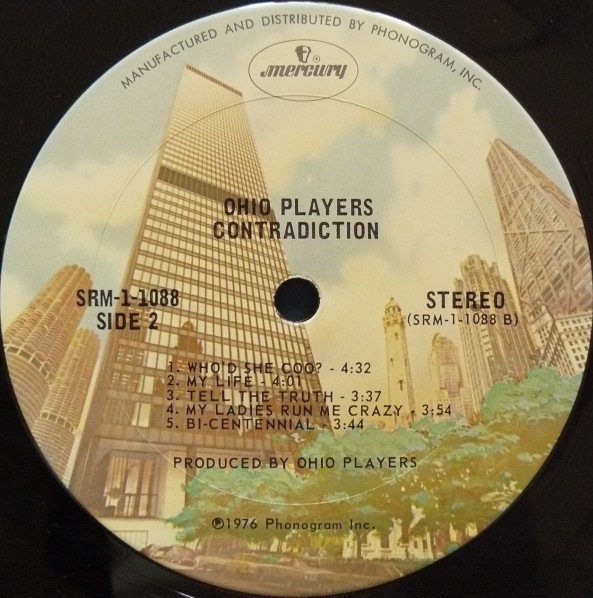 MANUFACTURED AND DISTRIBUTED BY PHONOGRAM, INC.
mercury
OHIO PLAYERS
CONTRADICTION
SRM-1-1088
SIDE 2
STEREO
(SRM-1-1088 B)
1. WHO'D SHE COO? - 4:32
2. MY LIFE - 4:01
3. TELL THE TRUTH - 3:37
4. MY LADIES RUN ME CRAZY - 3:54
5. BI-CENTENNIAL - 3:44
PRODUCED BY OHIO PLAYERS
℗1976 Phonogram Inc.